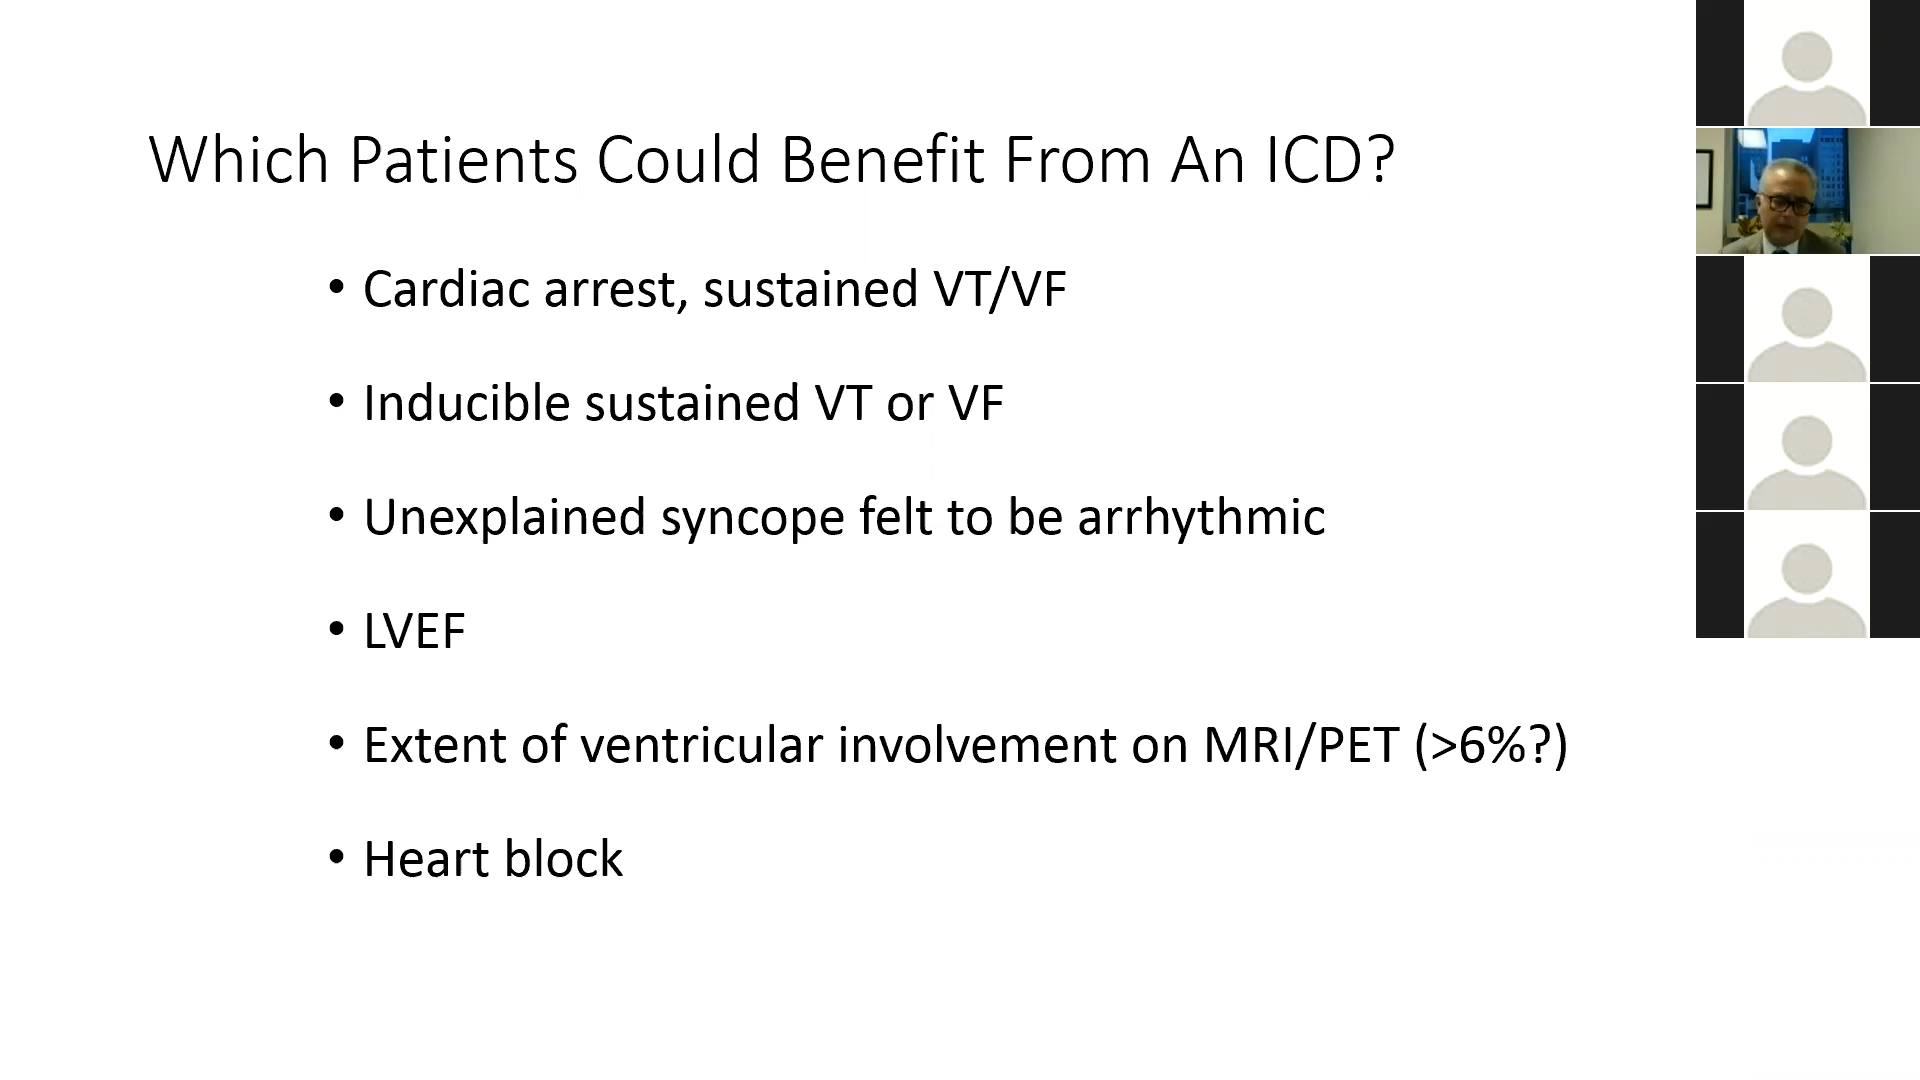 Which Patients Could Benefit From An ICD?
• Cardiac arrest, sustained VT/VF
• Inducible sustained VT or VF
• Unexplained syncope felt to be arrhythmic
• LVEF
• Extent of ventricular involvement on MRI/PET (>6%?)
• Heart block